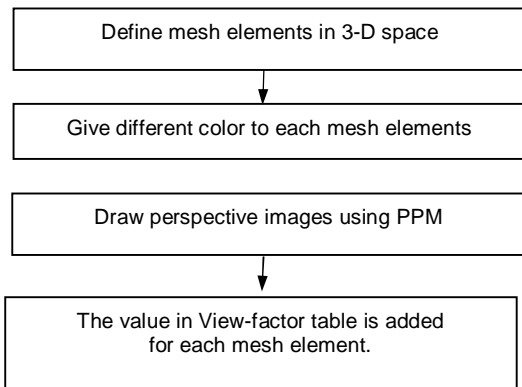 Define mesh elements in 3-D space
Give different color to each mesh elements
Draw perspective images using PPM
The value in View-factor table is added
for each mesh element.